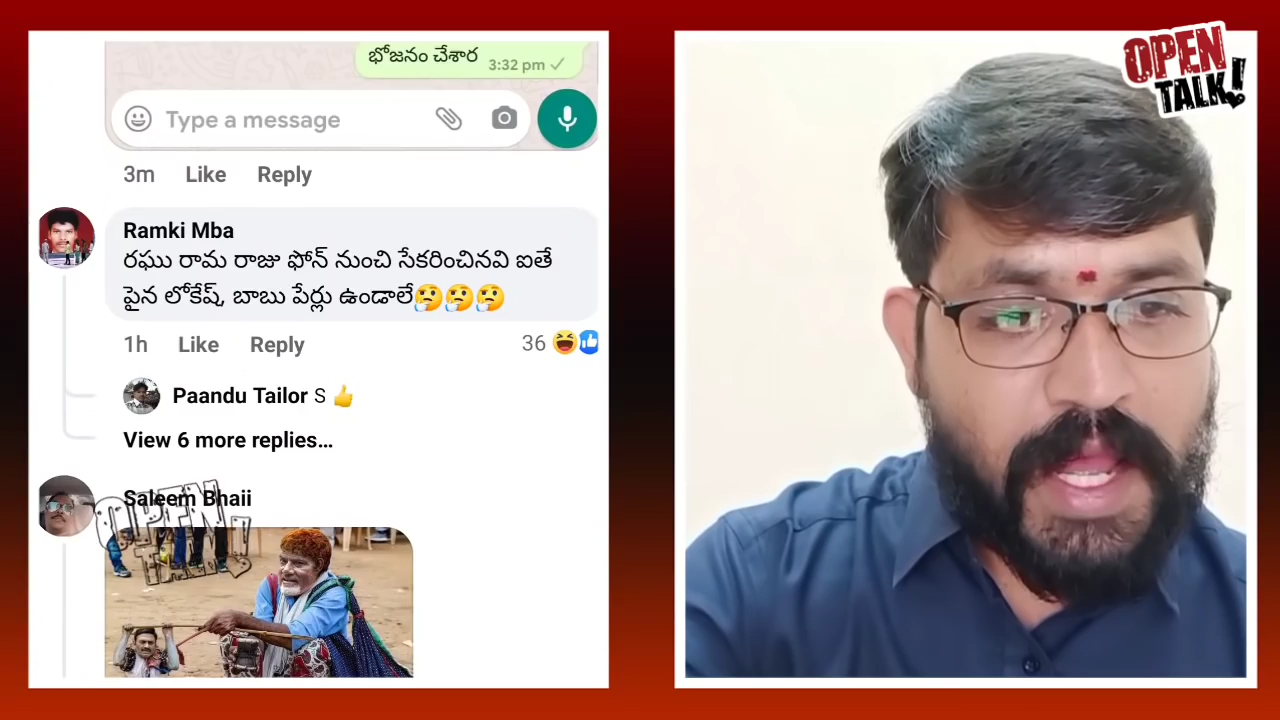 భోజనం చేశార
3:32 pm
Type a message
3m Like Reply
Ramki Mba
రఘు రామ రాజు ఫోన్ నుంచి సేకరించినవి ఐతే
పైన లోకేష్, బాబు పేర్లు ఉండాలే🤔🤔🤔
1h Like Reply 36
Paandu Tailor S 👍
View 6 more replies…
Saleem Bhaii
OPEN
TALK!
OPEN
TALK!